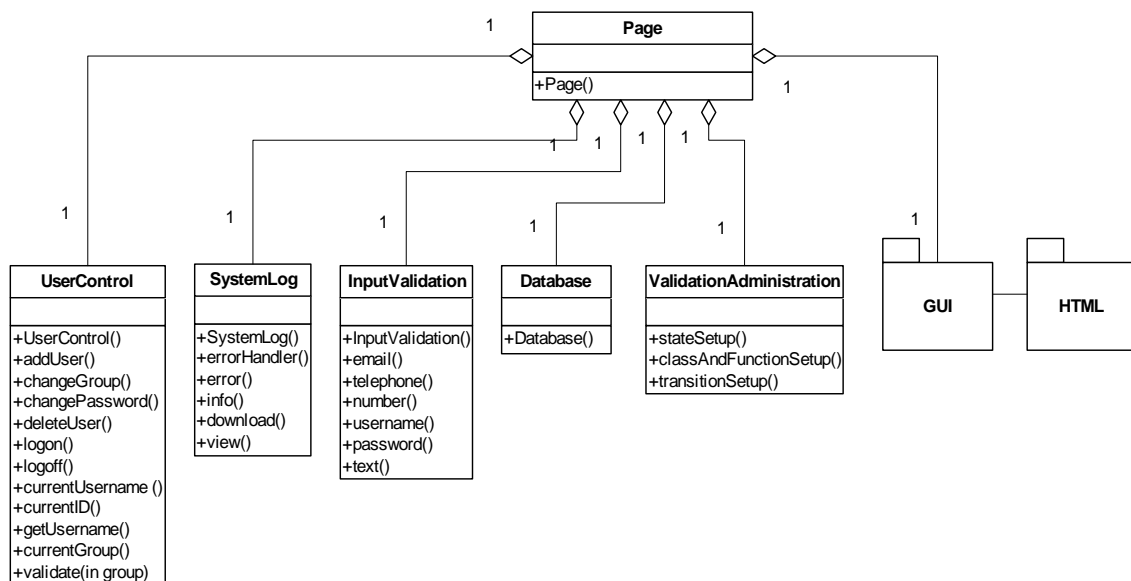 Page
+Page()
1
1
1
1
1
1
1
1
1
1
1
1
UserControl
+UserControl()
+addUser()
+changeGroup()
+changePassword()
+deleteUser()
+logon()
+logoff()
+currentUsername ()
+currentID()
+getUsername()
+currentGroup()
+validate(in group)
SystemLog
+SystemLog()
+errorHandler()
+error()
+info()
+download()
+view()
InputValidation
+InputValidation()
+email()
+telephone()
+number()
+username()
+password()
+text()
Database
+Database()
ValidationAdministration
+stateSetup()
+classAndFunctionSetup()
+transitionSetup()
GUI
HTML